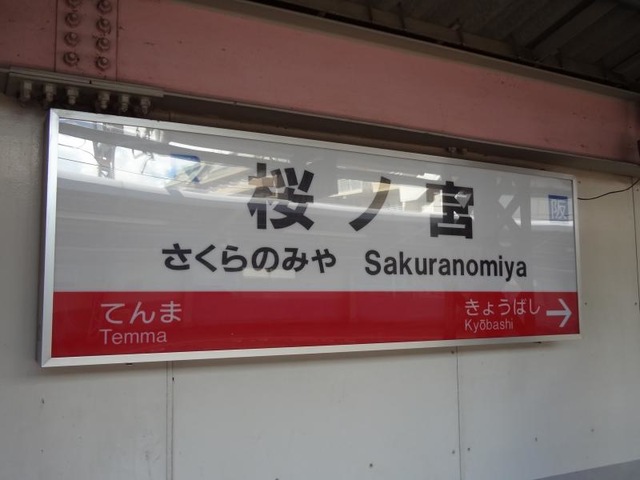 桜ノ宮
阪
さくらのみや Sakuranomiya
てんま
Temma
きょうばし
Kyōbashi